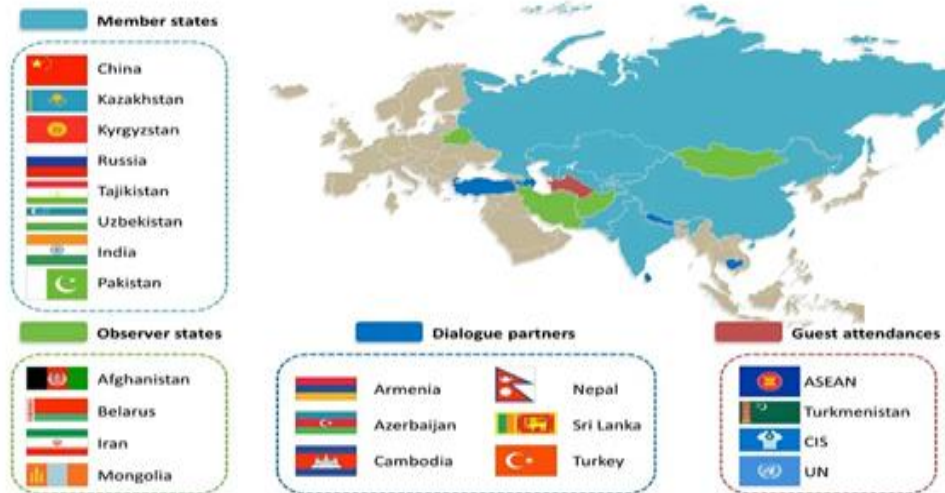 Member states
China
Kazakhstan
Kyrgyzstan
Russia
Tajikistan
Uzbekistan
India
Pakistan
Observer states
Afghanistan
Belarus
Iran
Mongolia
Dialogue partners
Armenia
Azerbaijan
Cambodia
Nepal
Sri Lanka
Turkey
Guest attendances
ASEAN
Turkmenistan
CIS
UN